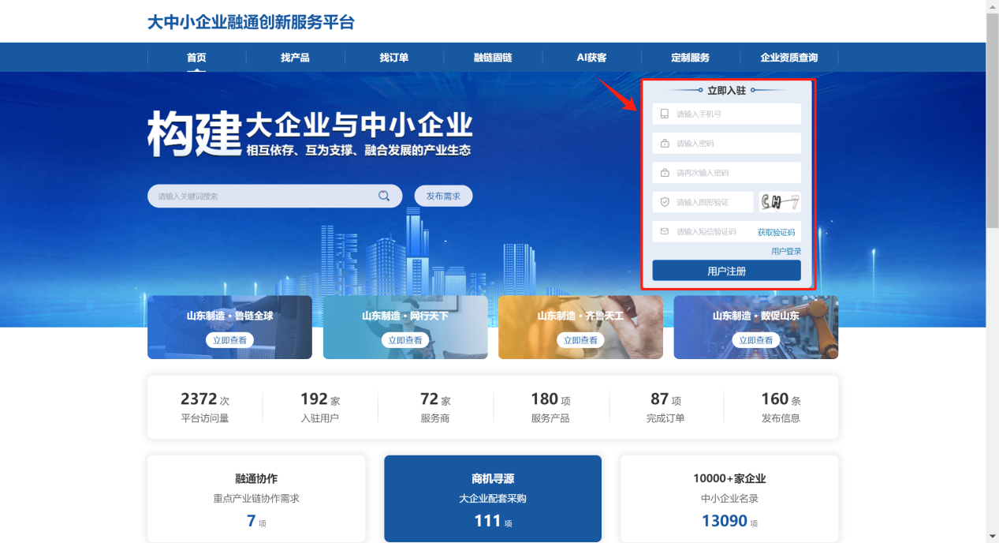 大中小企业融通创新服务平台
首页 找产品 找订单 融链固链 AI获客 定制服务 企业资质查询
构建 大企业与中小企业
相互依存、互为支撑、融合发展的产业生态
请输入关键词搜索 发布需求
立即入驻
请输入手机号
请输入密码
请再次输入密码
请输入图形验证
请输入短信验证码 获取验证码
用户登录
用户注册
山东制造·鲁链全球 山东制造·网行天下 山东制造·齐鲁天工 山东制造·数促山东
立即查看 立即查看 立即查看 立即查看
2372 次 192 家 72 家 180 项 87 项 160 条
平台访问量 入驻用户 服务商 服务产品 完成订单 发布信息
融通协作 商机寻源 10000+家企业
重点产业链协作需求 大企业配套采购 中小企业名录
7 项 111 项 13090 项